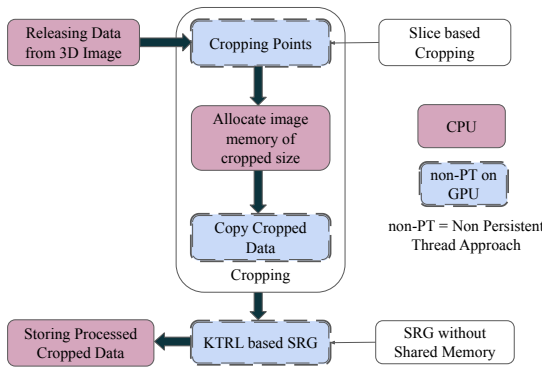 Releasing Data
from 3D Image
Cropping Points
Slice based
Cropping
Allocate image
memory of
cropped size
CPU
non-PT on
GPU
non-PT = Non Persistent
Thread Approach
Copy Cropped
Data
Cropping
Storing Processed
Cropped Data
KTRL based SRG
SRG without
Shared Memory